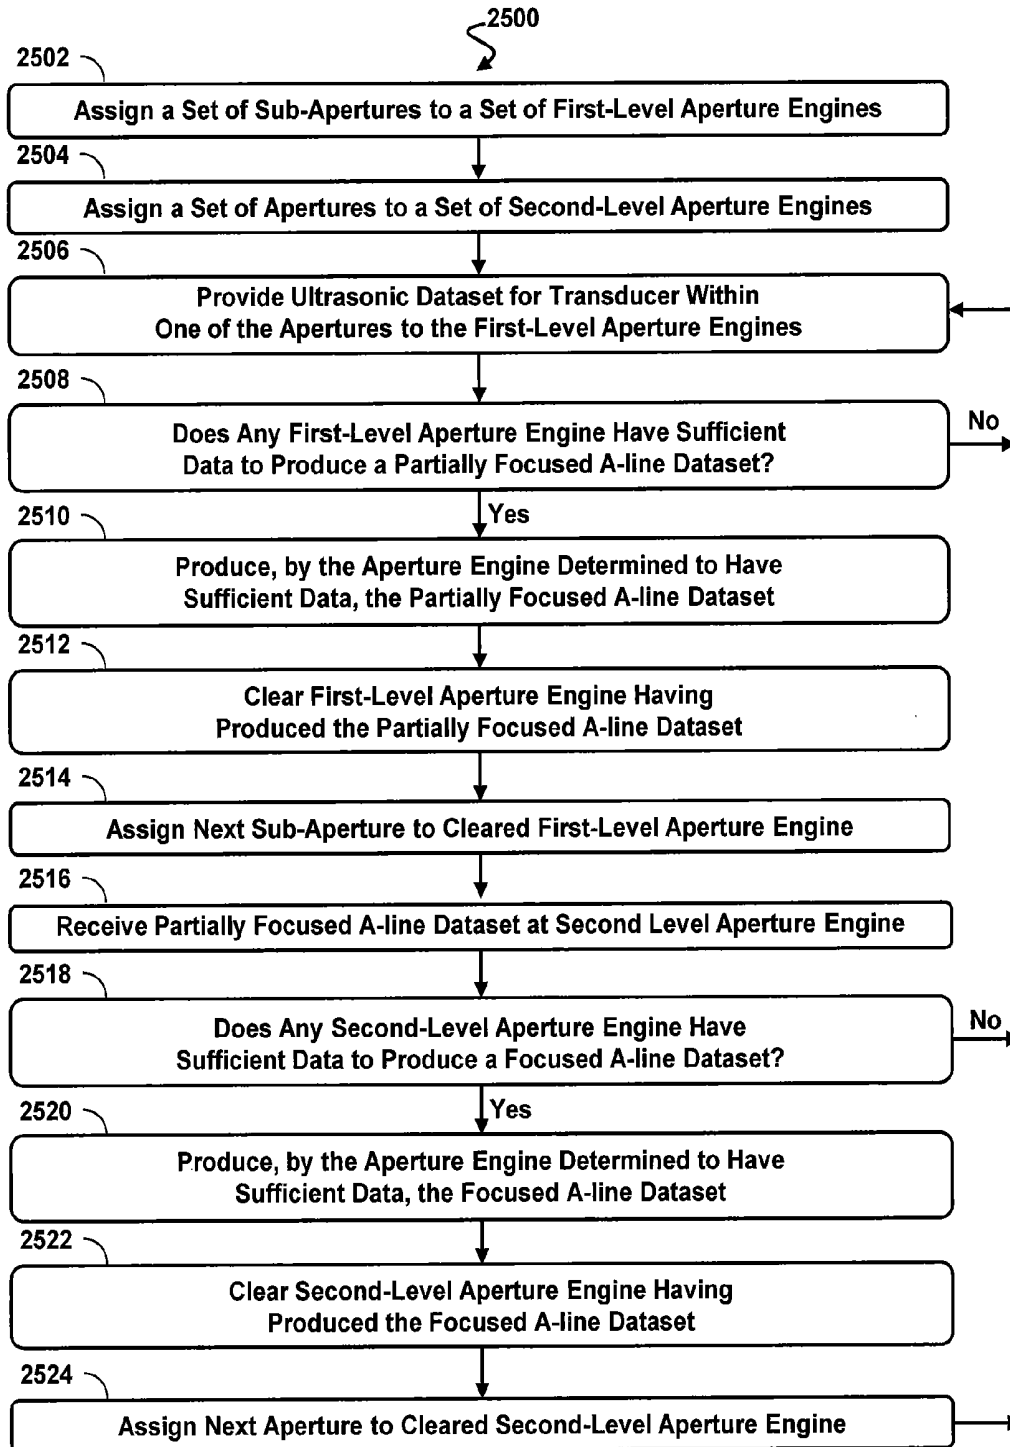 2500
2502
Assign a Set of Sub-Apertures to a Set of First-Level Aperture Engines
2504
Assign a Set of Apertures to a Set of Second-Level Aperture Engines
2506
Provide Ultrasonic Dataset for Transducer Within
One of the Apertures to the First-Level Aperture Engines
2508
Does Any First-Level Aperture Engine Have Sufficient
Data to Produce a Partially Focused A-line Dataset?
No
Yes
2510
Produce, by the Aperture Engine Determined to Have
Sufficient Data, the Partially Focused A-line Dataset
2512
Clear First-Level Aperture Engine Having
Produced the Partially Focused A-line Dataset
2514
Assign Next Sub-Aperture to Cleared First-Level Aperture Engine
2516
Receive Partially Focused A-line Dataset at Second Level Aperture Engine
2518
Does Any Second-Level Aperture Engine Have
Sufficient Data to Produce a Focused A-line Dataset?
No
Yes
2520
Produce, by the Aperture Engine Determined to Have
Sufficient Data, the Focused A-line Dataset
2522
Clear Second-Level Aperture Engine Having
Produced the Focused A-line Dataset
2524
Assign Next Aperture to Cleared Second-Level Aperture Engine